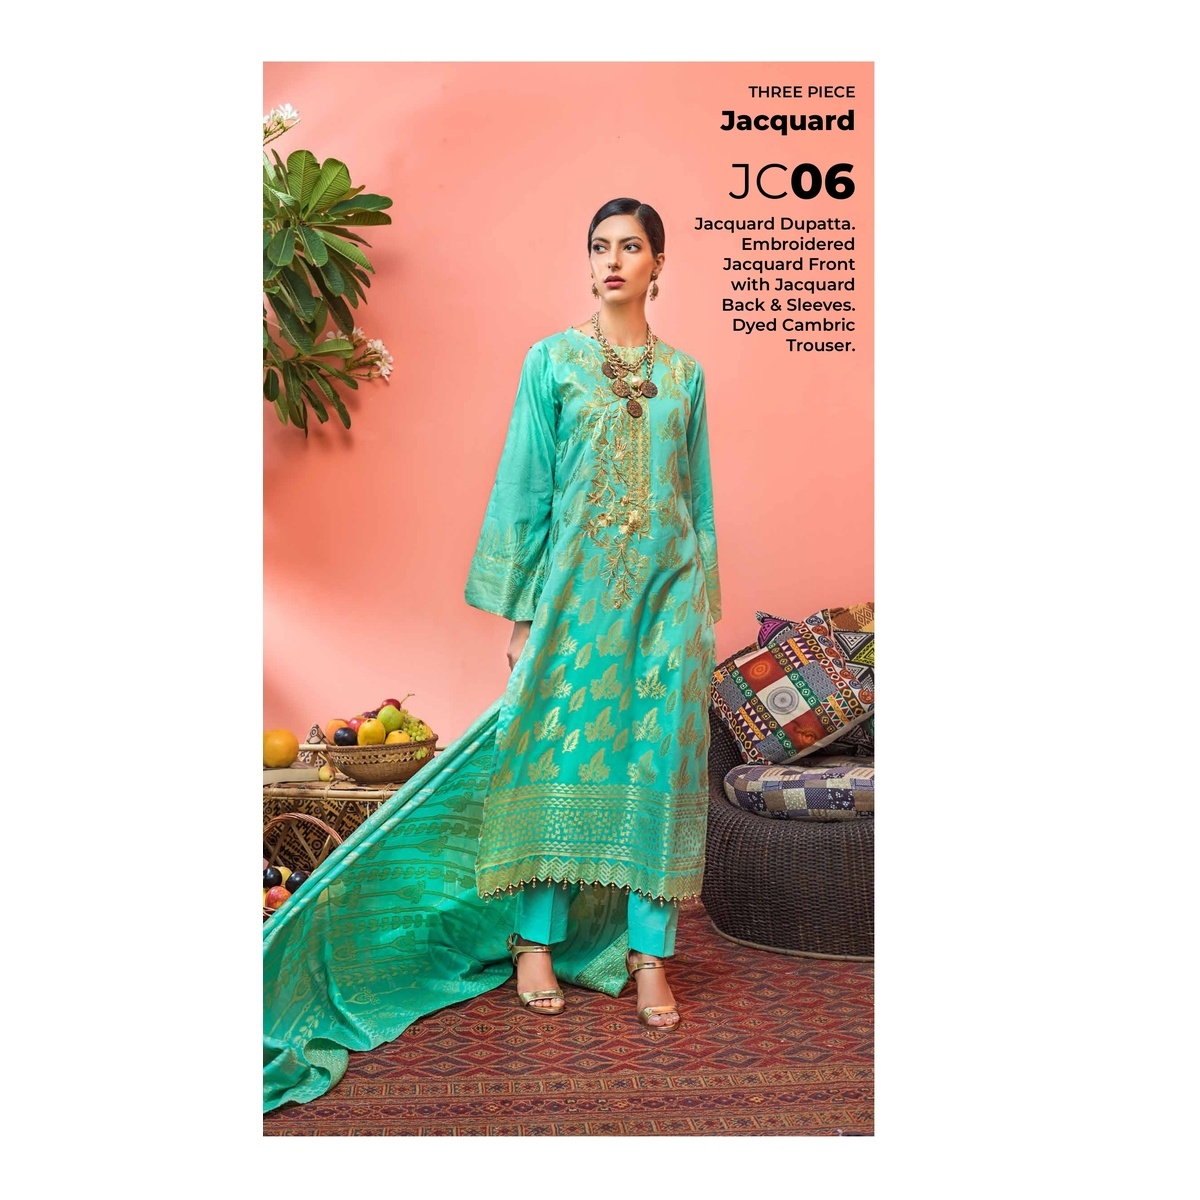 THREE PIECE
Jacquard
JC06
Jacquard Dupatta.
Embroidered
Jacquard Front
with Jacquard
Back & Sleeves.
Dyed Cambric
Trouser.